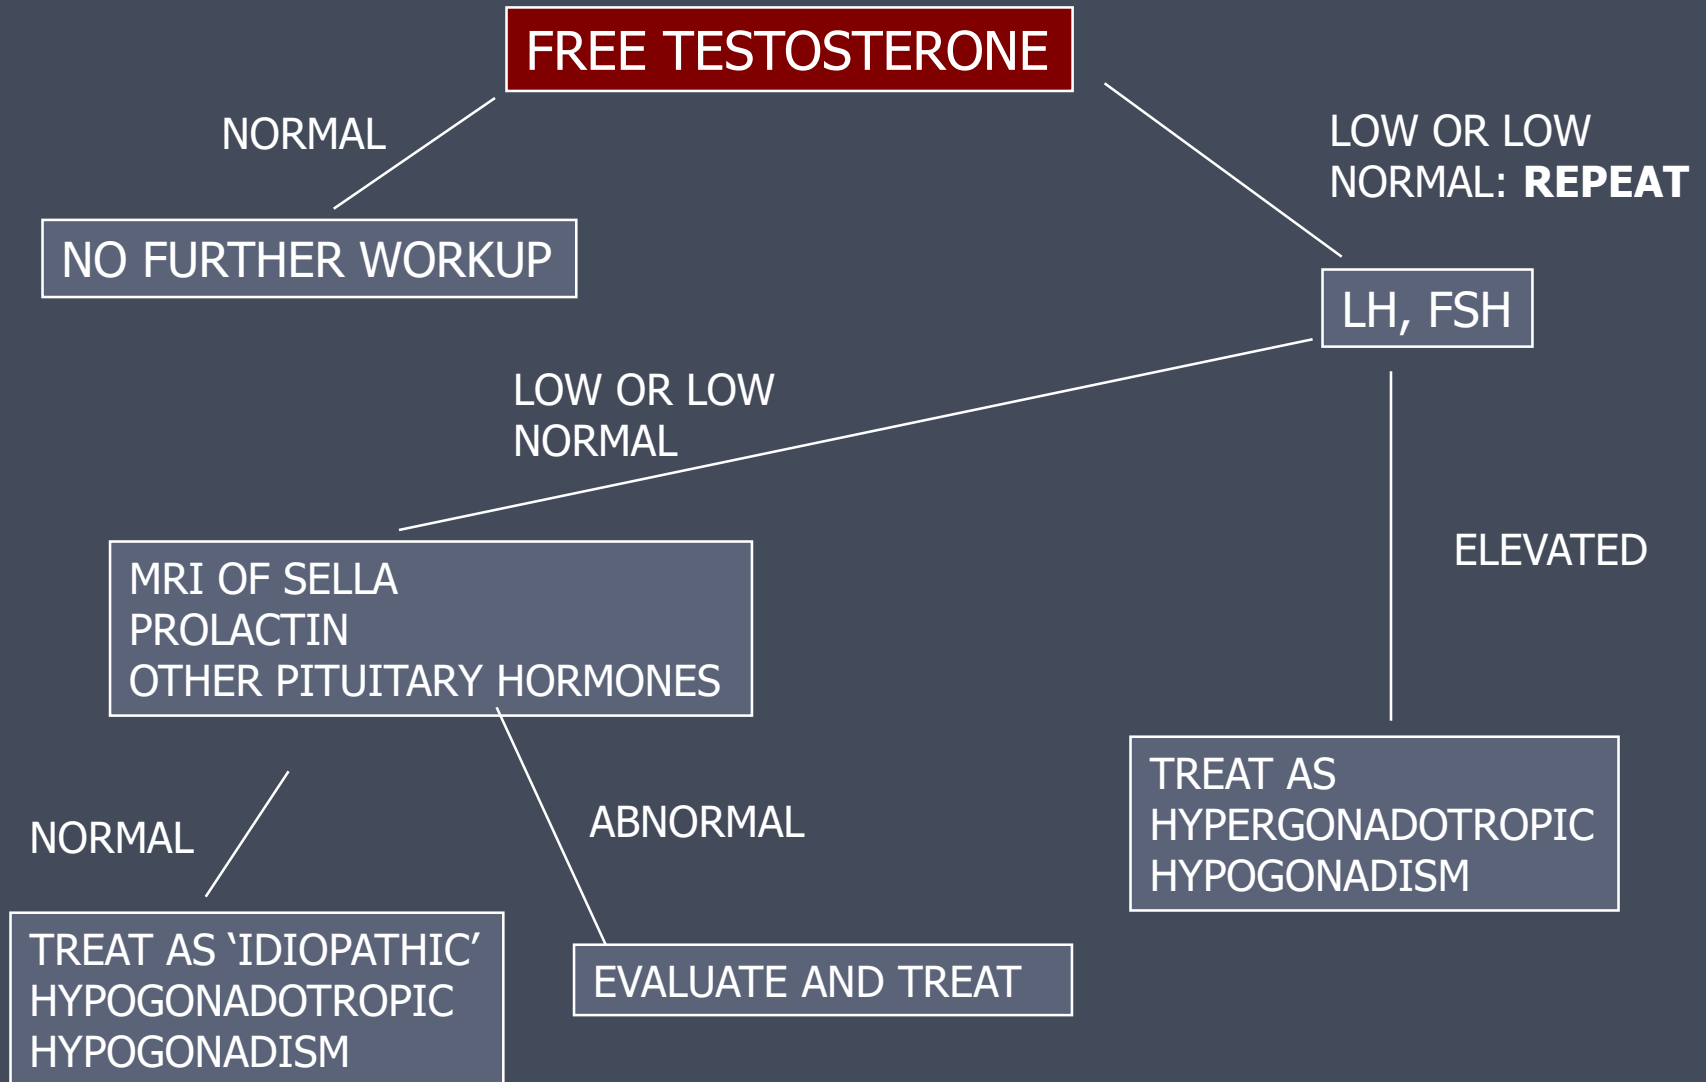 FREE TESTOSTERONE
NORMAL
LOW OR LOW
NORMAL: REPEAT
NO FURTHER WORKUP
LH, FSH
LOW OR LOW
NORMAL
ELEVATED
MRI OF SELLA
PROLACTIN
OTHER PITUITARY HORMONES
NORMAL
ABNORMAL
TREAT AS
HYPERGONADOTROPIC
HYPOGONADISM
TREAT AS ‘IDIOPATHIC’
HYPOGONADOTROPIC
HYPOGONADISM
EVALUATE AND TREAT